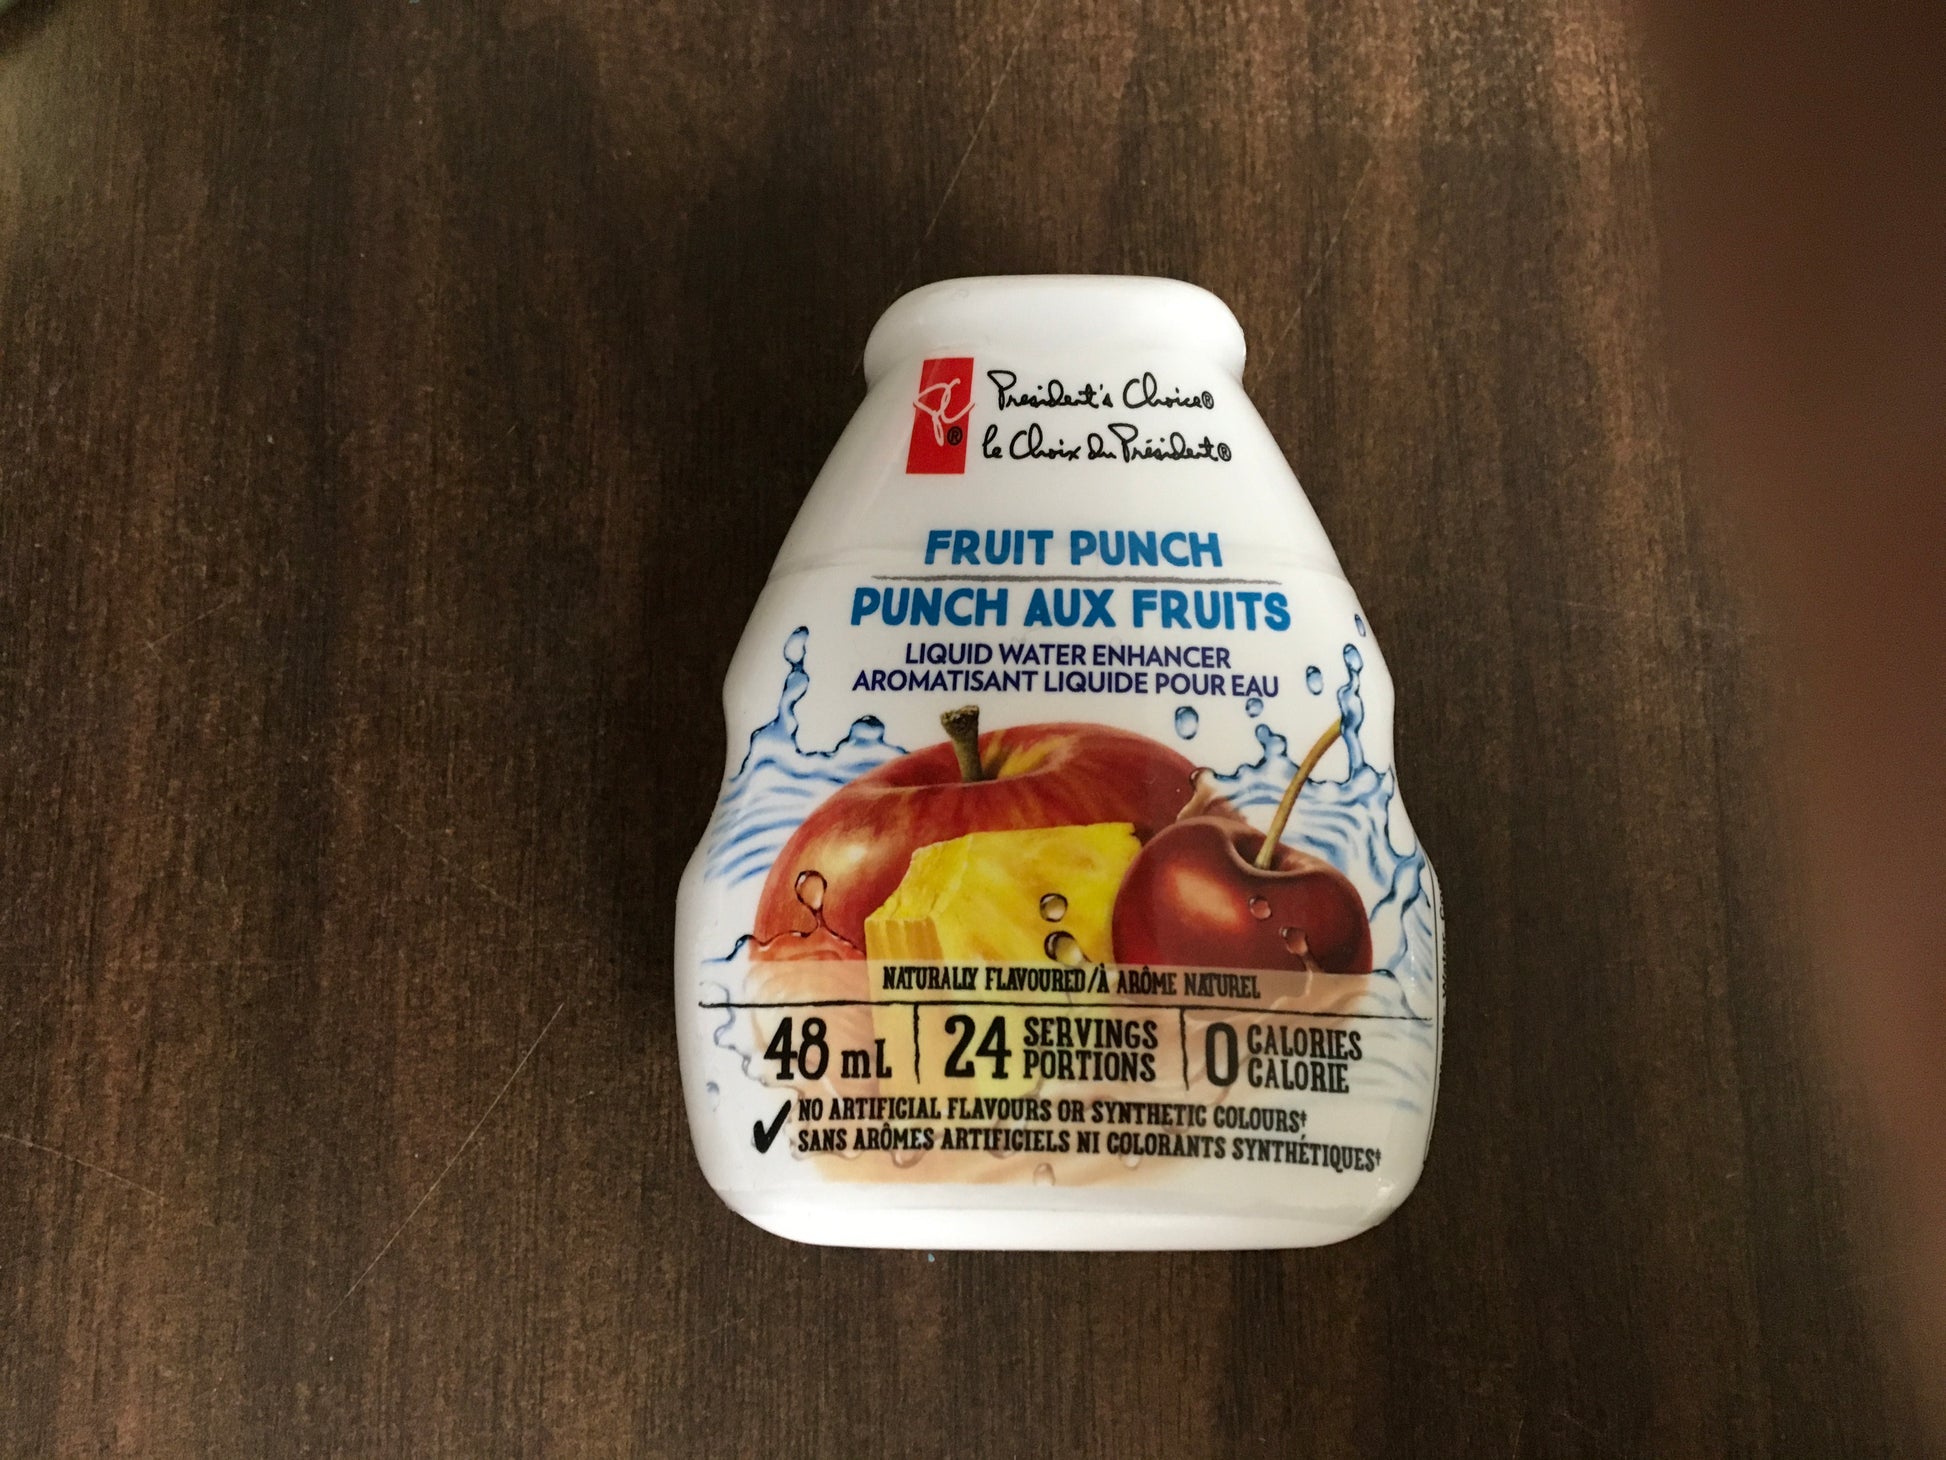 PC®
President's Choice®
le Choix du Président®
FRUIT PUNCH
PUNCH AUX FRUITS
LIQUID WATER ENHANCER
AROMATISANT LIQUIDE POUR EAU
NATURALLY FLAVOURED/À ARÔME NATUREL
48 mL
24 SERVINGS
PORTIONS
0 CALORIES
CALORIE
NO ARTIFICIAL FLAVOURS OR SYNTHETIC COLOURS†
SANS ARÔMES ARTIFICIELS NI COLORANTS SYNTHÉTIQUES†